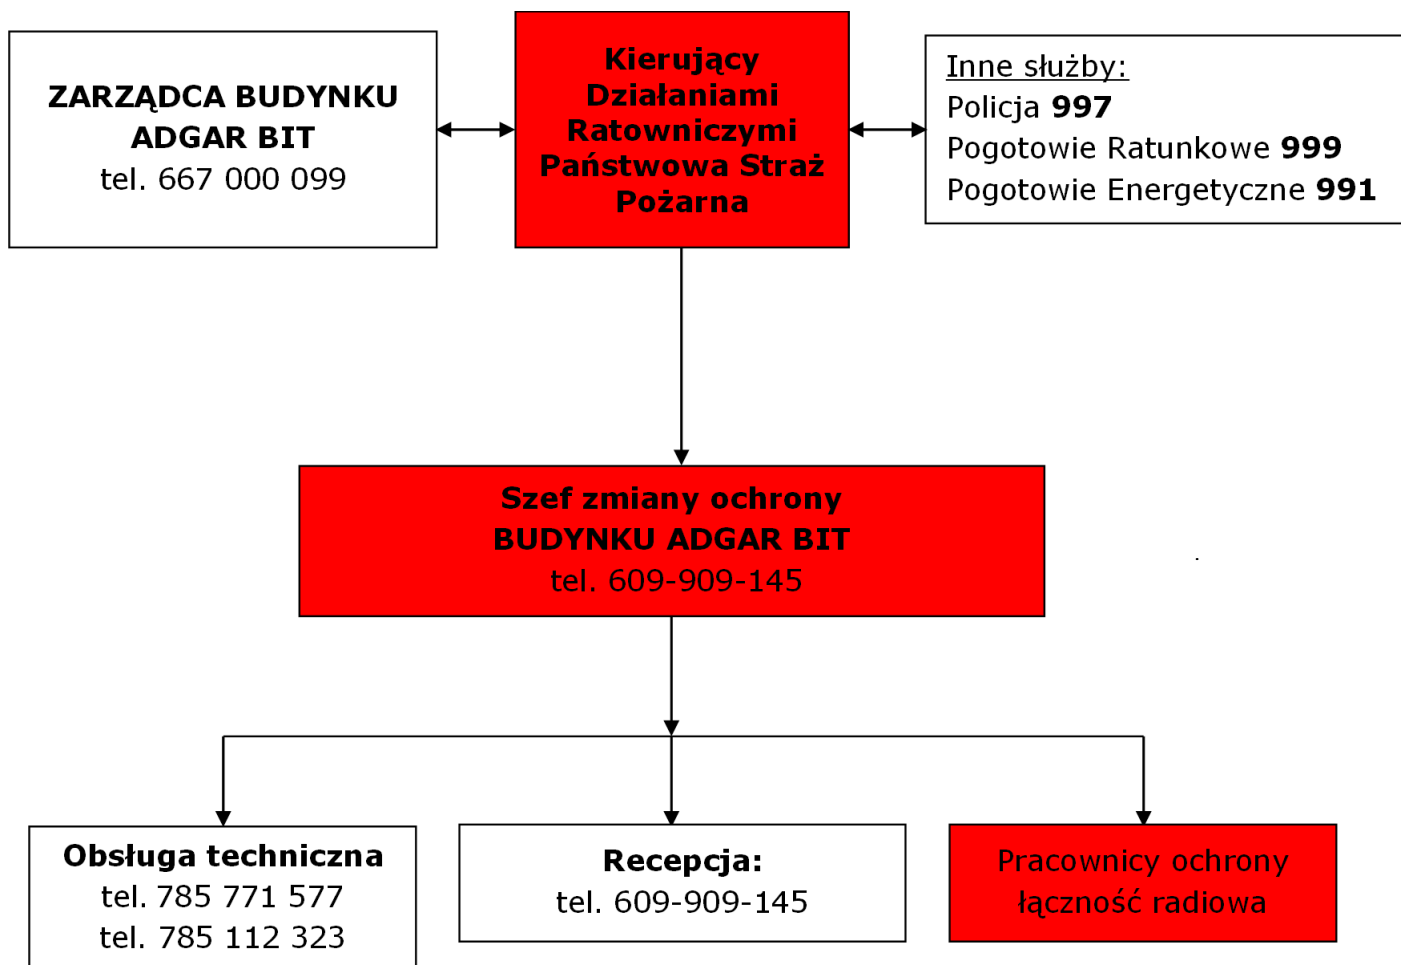 ZARZĄDCA BUDYNKU
ADGAR BIT
tel. 667 000 099
Kierujący
Działaniami
Ratowniczymi
Państwowa Straż
Pożarna
Inne służby:
Policja 997
Pogotowie Ratunkowe 999
Pogotowie Energetyczne 991
Szef zmiany ochrony
BUDYNKU ADGAR BIT
tel. 609-909-145
.
Obsługa techniczna
tel. 785 771 577
tel. 785 112 323
Recepcja:
tel. 609-909-145
Pracownicy ochrony
łączność radiowa